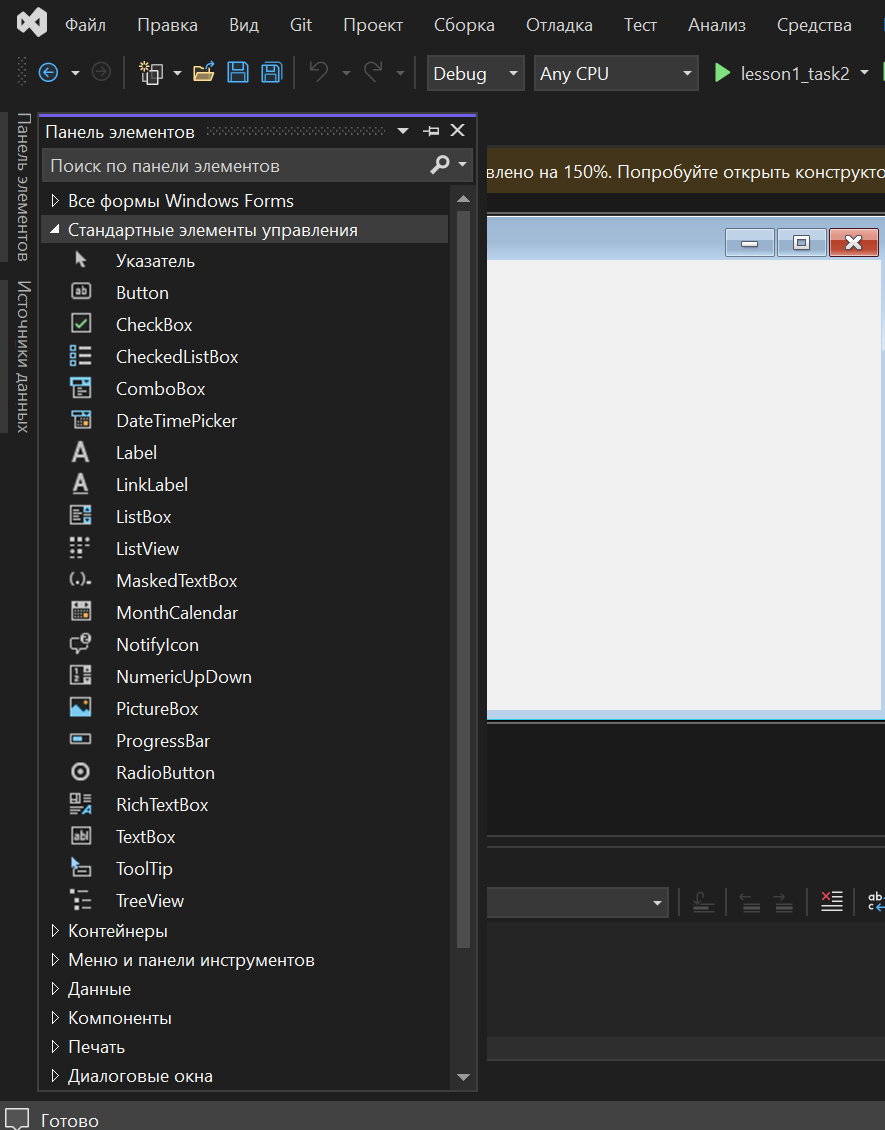 Файл Правка Вид Git Проект Сборка Отладка Тест Анализ Средства
Debug Any CPU lesson1_task2
Панель элементов
Источники данных
Панель элементов
Поиск по панели элементов
влено на 150%. Попробуйте открыть конструкто
Все формы Windows Forms
Стандартные элементы управления
Указатель
Button
CheckBox
CheckedListBox
ComboBox
DateTimePicker
Label
LinkLabel
ListBox
ListView
MaskedTextBox
MonthCalendar
NotifyIcon
NumericUpDown
PictureBox
ProgressBar
RadioButton
RichTextBox
TextBox
ToolTip
TreeView
Контейнеры
Меню и панели инструментов
Данные
Компоненты
Печать
Диалоговые окна
Готово